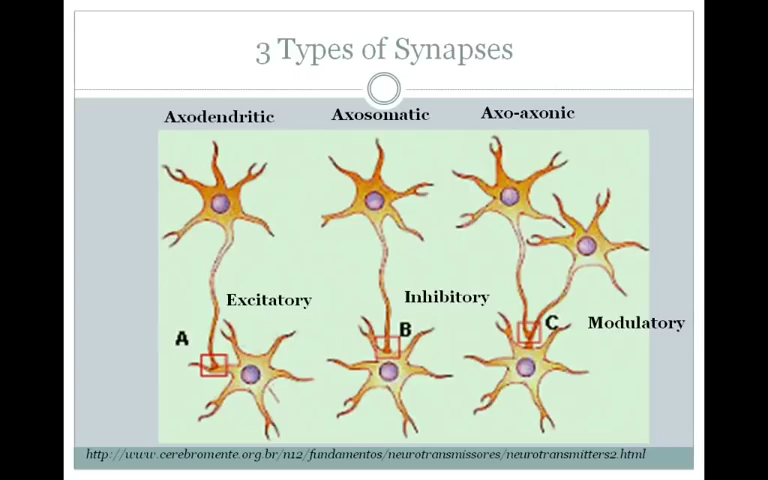 3 Types of Synapses
Axodendritic
Axosomatic
Axo-axonic
Excitatory
Inhibitory
Modulatory
A
B
C
http://www.cerebromente.org.br/n12/fundamentos/neurotransmissores/neurotransmitters2.html